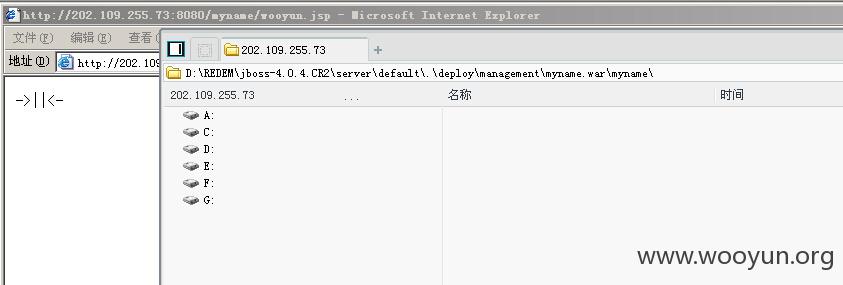 http://202.109.255.73:8080/myname/wooyun.jsp - Microsoft Internet Explorer
文件(F) 编辑(E) 查看
地址(D) http://202.109
202.109.255.73 +
D:\REDEM\jboss-4.0.4.CR2\server\default\.\deploy\management\myname.war\myname\
202.109.255.73 ... 名称 时间
->||<-
A:
C:
D:
E:
F:
G:
www.wooyun.org